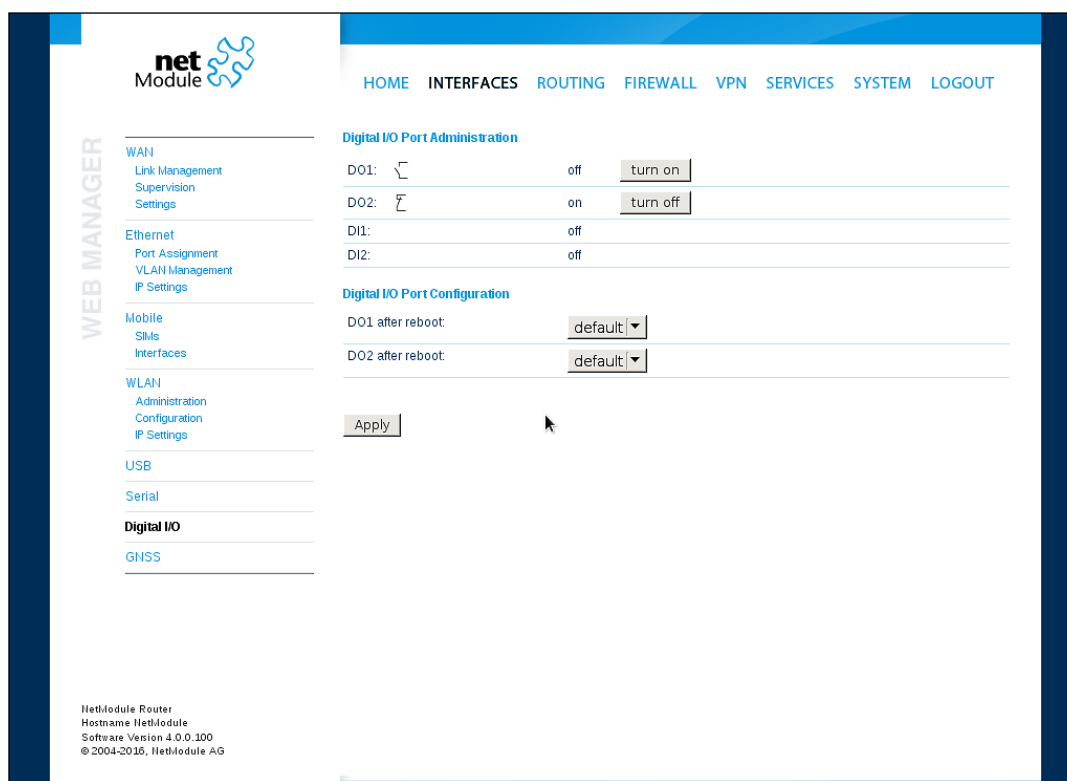 net
Module
HOME INTERFACES ROUTING FIREWALL VPN SERVICES SYSTEM LOGOUT
WEB MANAGER
WAN
Link Management
Supervision
Settings
Ethernet
Port Assignment
VLAN Management
IP Settings
Mobile
SIMs
Interfaces
WLAN
Administration
Configuration
IP Settings
USB
Serial
Digital I/O
GNSS
Digital I/O Port Administration
DO1: off turn on
DO2: on turn off
DI1: off
DI2: off
Digital I/O Port Configuration
DO1 after reboot: default
DO2 after reboot: default
Apply
NetModule Router
Hostname NetModule
Software Version 4.0.0.100
© 2004-2016, NetModule AG